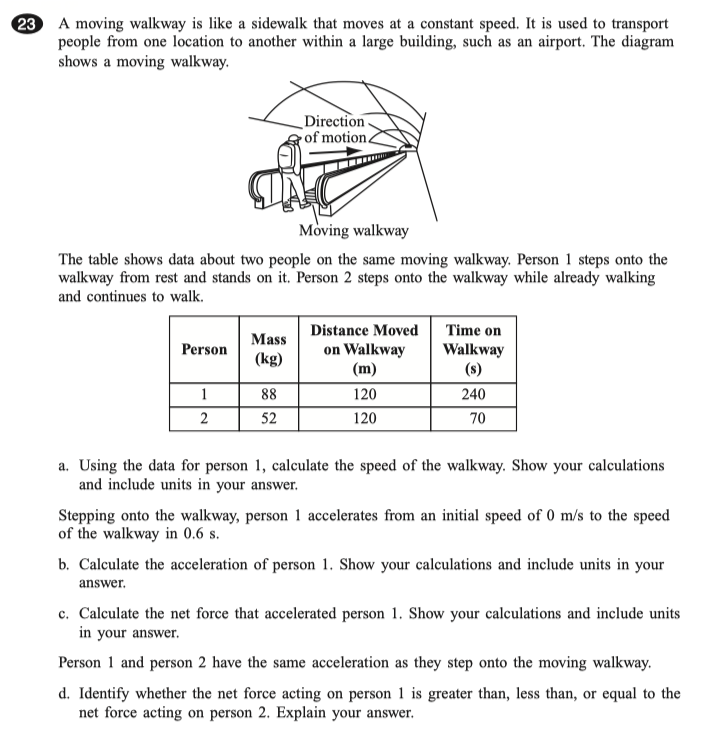 23 A moving walkway is like a sidewalk that moves at a constant speed. It is used to transport
people from one location to another within a large building, such as an airport. The diagram
shows a moving walkway.
Direction
of motion
Moving walkway
The table shows data about two people on the same moving walkway. Person 1 steps onto the
walkway from rest and stands on it. Person 2 steps onto the walkway while already walking
and continues to walk.
Person Mass (kg) Distance Moved on Walkway (m) Time on Walkway (s)
1 88 120 240
2 52 120 70
a. Using the data for person 1, calculate the speed of the walkway. Show your calculations
and include units in your answer.
Stepping onto the walkway, person 1 accelerates from an initial speed of 0 m/s to the speed
of the walkway in 0.6 s.
b. Calculate the acceleration of person 1. Show your calculations and include units in your
answer.
c. Calculate the net force that accelerated person 1. Show your calculations and include units
in your answer.
Person 1 and person 2 have the same acceleration as they step onto the moving walkway.
d. Identify whether the net force acting on person 1 is greater than, less than, or equal to the
net force acting on person 2. Explain your answer.